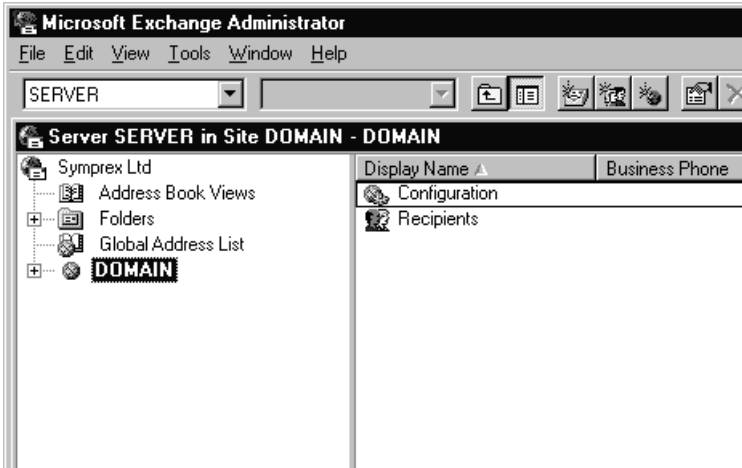 Microsoft Exchange Administrator
File Edit View Tools Window Help
SERVER
Server SERVER in Site DOMAIN - DOMAIN
Symprex Ltd
Address Book Views
Folders
Global Address List
DOMAIN
Display Name Business Phone
Configuration
Recipients